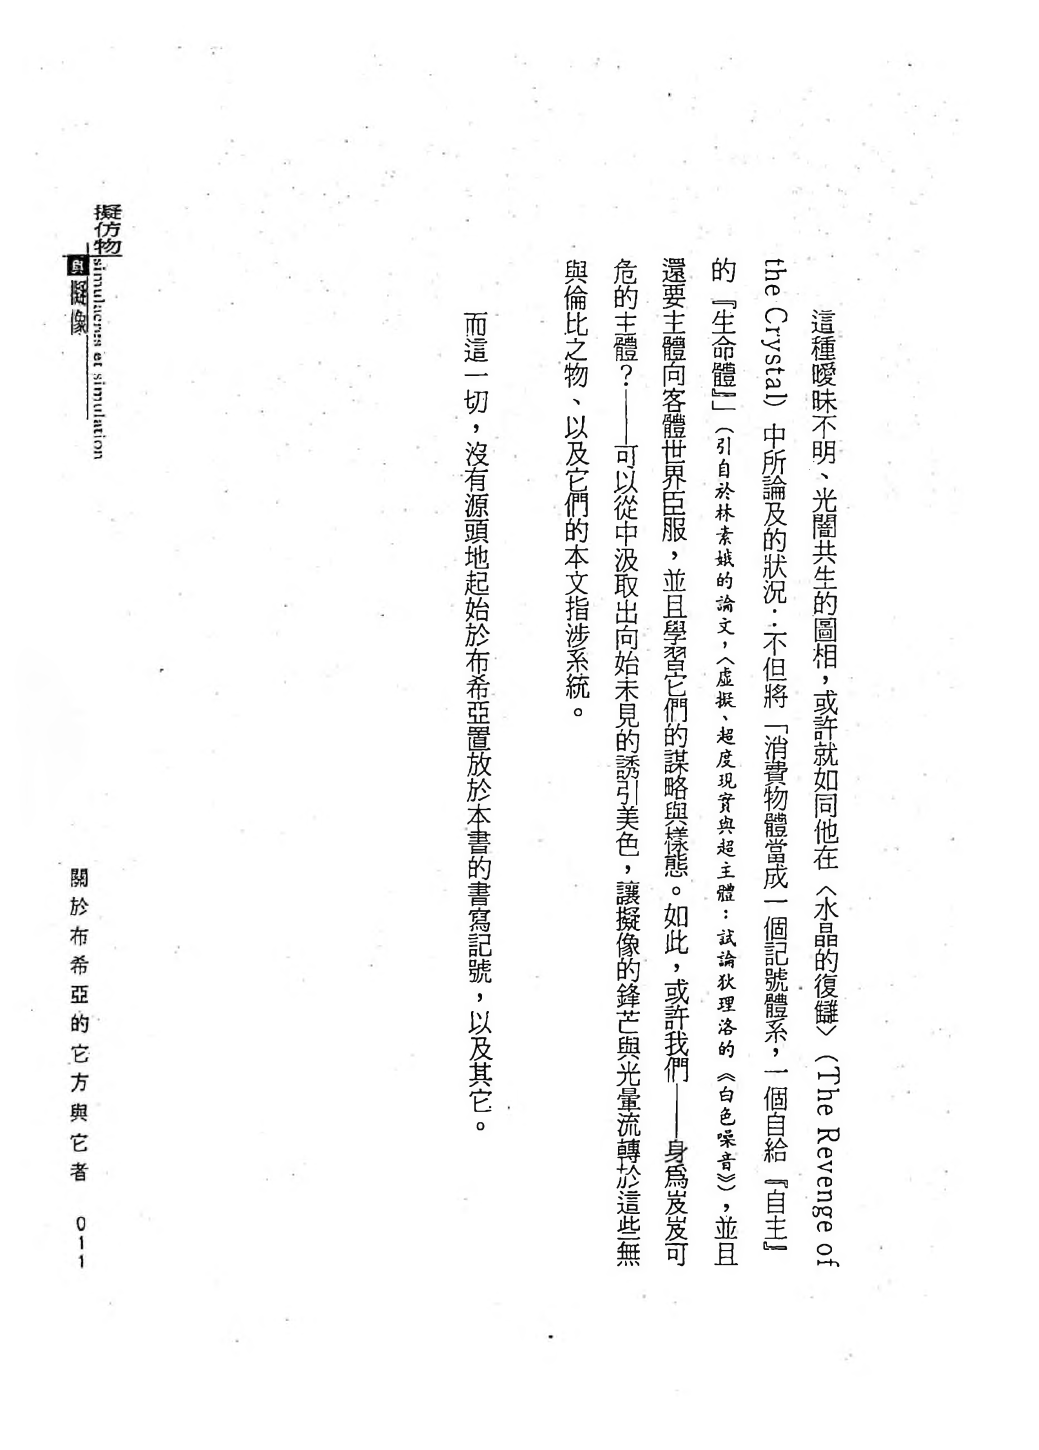 這種曖昧不明、光闇共生的圖相，或許就如同他在〈水晶的復讎〉（The Revenge of
the Crystal）中所論及的狀況：不但將「消費物體當成一個記號體系，一個自給『自主』
的『生命體』」（引自於林素娥的論文，〈虛擬、超度現實與超主體：試論狄理洛的《白色噪音》〉），並且
還要主體向客體世界臣服，並且學習它們的謀略與樣態。如此，或許我們——身爲岌岌可
危的主體？——可以從中汲取出向始未見的誘引美色，讓擬像的鋒芒與光暈流轉於這些無
與倫比之物、以及它們的本文指涉系統。
而這一切，沒有源頭地起始於布希亞置放於本書的書寫記號，以及其它。
擬仿物
與擬像
simulacres et simulation
關於布希亞的它方與它者 011